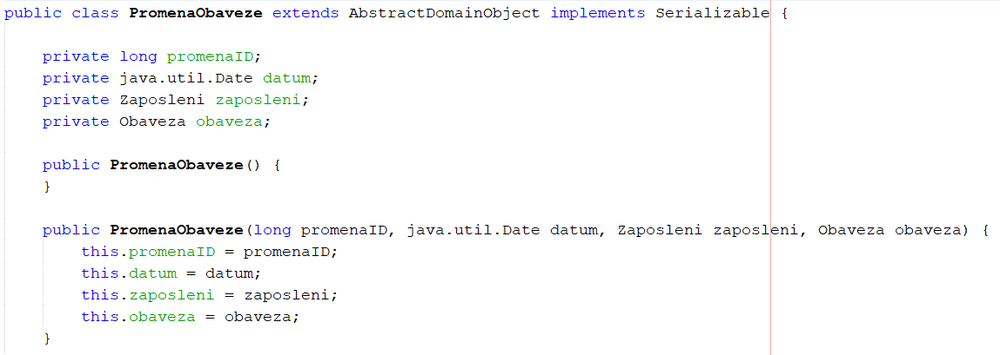 public class PromenaObaveze extends AbstractDomainObject implements Serializable {
private long promenaID;
private java.util.Date datum;
private Zaposleni zaposleni;
private Obaveza obaveza;
public PromenaObaveze() {
}
public PromenaObaveze(long promenaID, java.util.Date datum, Zaposleni zaposleni, Obaveza obaveza) {
this.promenaID = promenaID;
this.datum = datum;
this.zaposleni = zaposleni;
this.obaveza = obaveza;
}